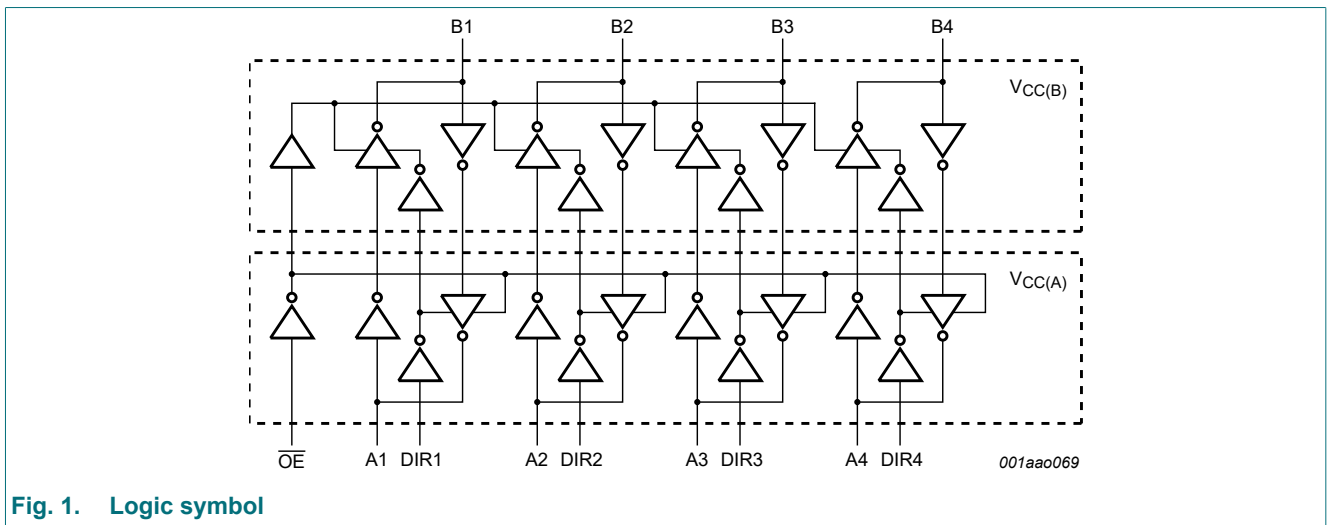 B1 B2 B3 B4
VCC(B)
VCC(A)
OE A1 DIR1 A2 DIR2 A3 DIR3 A4 DIR4
001aao069
Fig. 1. Logic symbol